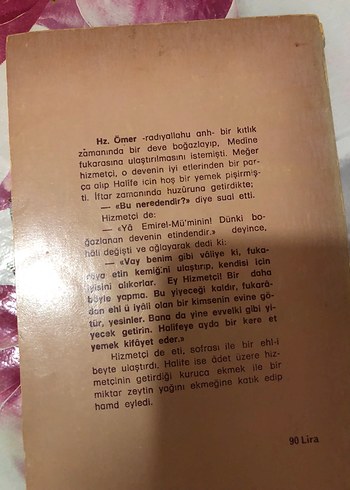 Hz. Ömer -radıyallahu anh- bir kıtlık
zamanında bir deve boğazlayıp, Medine
fukarasına ulaştırılmasını istemişti. Meğer
hizmetçi, o devenin iyi etlerinden bir par-
ça alıp Halife için hoş bir yemek pişirmiş-
ti. İftar zamanında huzûruna getirdikte;
— «Bu neredendir?» diye sual etti.
Hizmetçi de:
— «Yâ Emirel-Mü'minin! Dünki bo-
ğazlanan devenin etindendir.» deyince,
hâli değişti ve ağlayarak dedi ki:
— «Vay benim gibi vâliye ki, fuka-
raya etin kemiğ'ni ulaştırıp, kendisi için
iyisini alıkorlar. Ey Hizmetçi! Bir daha
böyle yapma. Bu yiyeceği kaldır, fukarâ-
dan ehl ü iyâli olan bir kimsenin evine gö-
tür, yesinler. Bana da yine evvelki gibi yi-
yecek getirin. Halifeye ayda bir kere et
yemek kifâyet eder.»
Hizmetçi de eti, sofrası ile bir ehl-i
beyte ulaştırdı. Halife ise âdet üzere hiz-
metçinin getirdiği kuruca ekmek ile bir
miktar zeytin yağını ekmeğine katık edip
hamd eyledi.
90 Lira